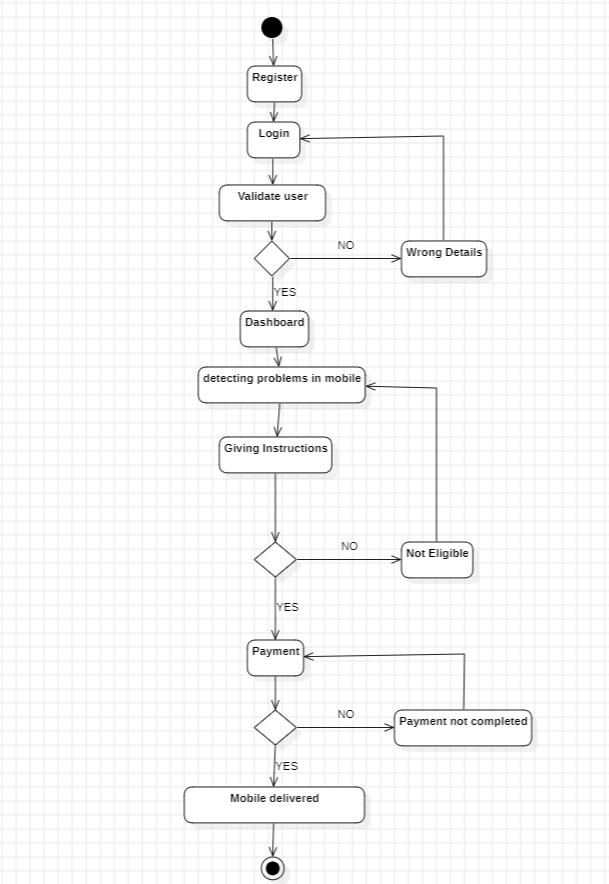 Register
Login
Validate user
NO
Wrong Details
YES
Dashboard
detecting problems in mobile
Giving Instructions
NO
Not Eligible
YES
Payment
NO
Payment not completed
YES
Mobile delivered